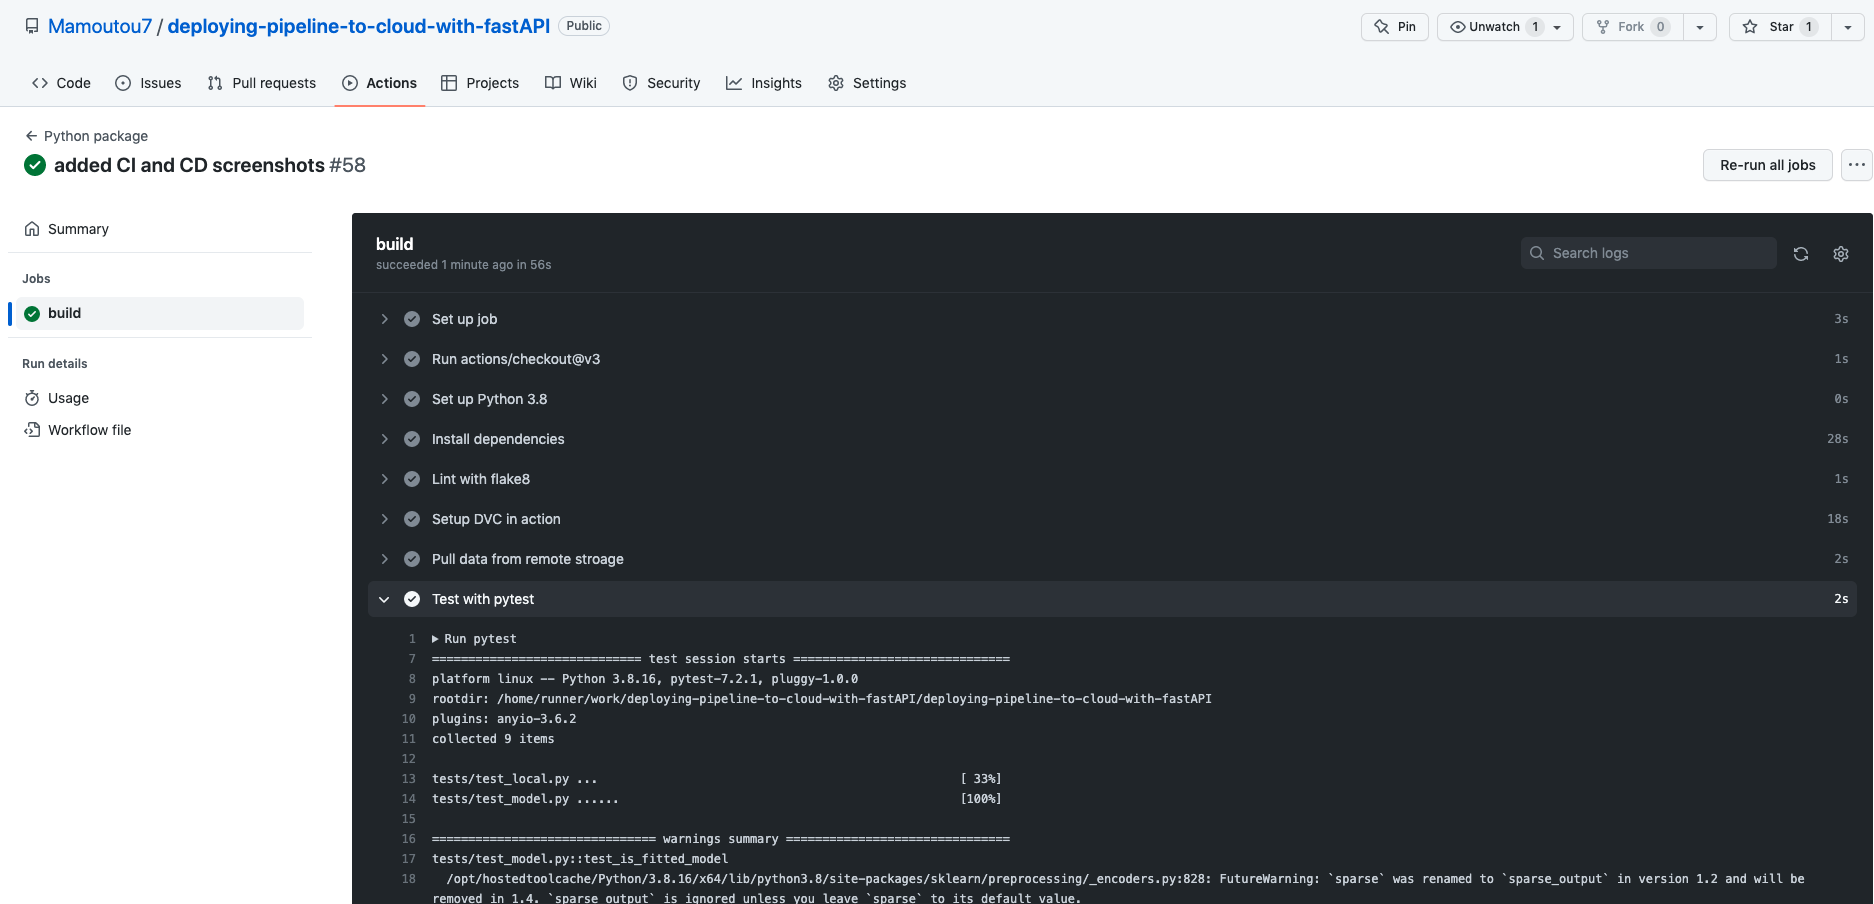 Mamoutou7 / deploying-pipeline-to-cloud-with-fastAPI Public
Pin Unwatch 1 Fork 0 Star 1
Code Issues Pull requests Actions Projects Wiki Security Insights Settings
Python package
added CI and CD screenshots #58
Re-run all jobs
Summary
Jobs
build
Run details
Usage
Workflow file
build
succeeded 1 minute ago in 56s
Search logs
Set up job 3s
Run actions/checkout@v3 1s
Set up Python 3.8 0s
Install dependencies 28s
Lint with flake8 1s
Setup DVC in action 18s
Pull data from remote stroage 2s
Test with pytest 2s
1 Run pytest
7 ============================= test session starts ==============================
8 platform linux -- Python 3.8.16, pytest-7.2.1, pluggy-1.0.0
9 rootdir: /home/runner/work/deploying-pipeline-to-cloud-with-fastAPI/deploying-pipeline-to-cloud-with-fastAPI
10 plugins: anyio-3.6.2
11 collected 9 items
12
13 tests/test_local.py ... [ 33%]
14 tests/test_model.py ...... [100%]
15
16 =============================== warnings summary ===============================
17 tests/test_model.py::test_is_fitted_model
18 /opt/hostedtoolcache/Python/3.8.16/x64/lib/python3.8/site-packages/sklearn/preprocessing/_encoders.py:828: FutureWarning: `sparse` was renamed to `sparse_output` in version 1.2 and will be
removed in 1.4. `sparse_output` is ignored unless you leave `sparse` to its default value.